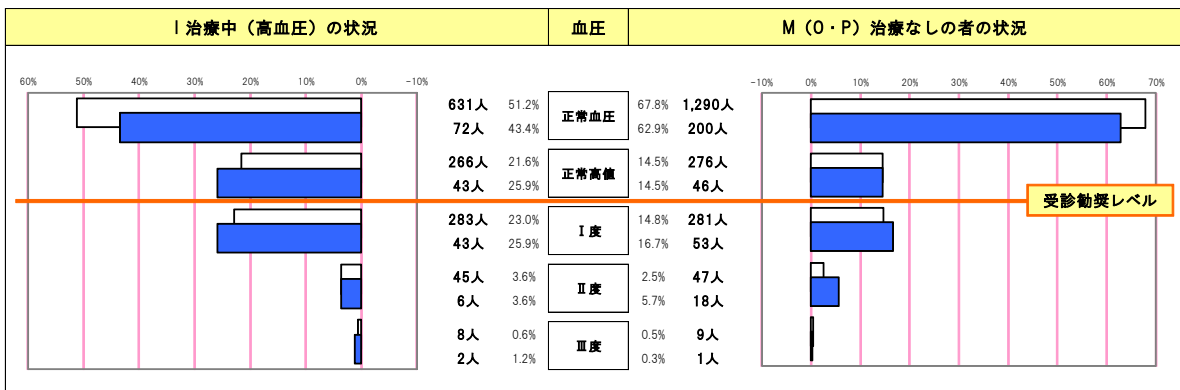 I 治療中（高血圧）の状況 血圧 M（O・P）治療なしの者の状況
60% 50% 40% 30% 20% 10% 0% -10% -10% 0% 10% 20% 30% 40% 50% 60% 70%
631人 51.2% 正常血圧 67.8% 1,290人
72人 43.4% 62.9% 200人
266人 21.6% 正常高値 14.5% 276人
43人 25.9% 14.5% 46人
受診勧奨レベル
283人 23.0% Ⅰ度 14.8% 281人
43人 25.9% 16.7% 53人
45人 3.6% Ⅱ度 2.5% 47人
6人 3.6% 5.7% 18人
8人 0.6% Ⅲ度 0.5% 9人
2人 1.2% 0.3% 1人